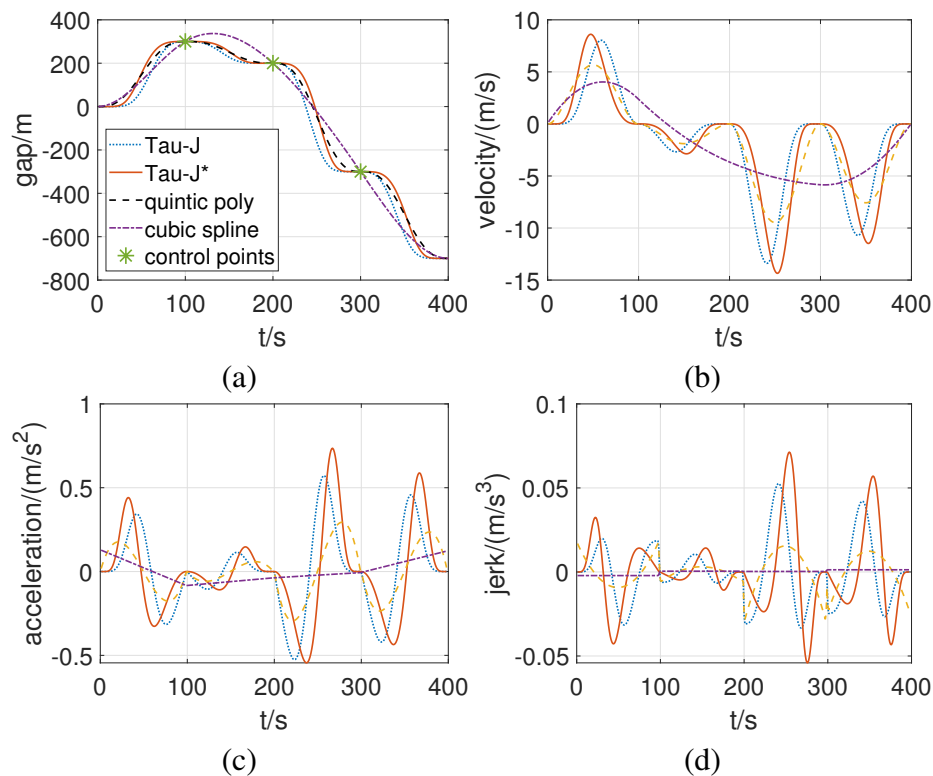 400
200
0
-200
-400
-600
-800
gap/m
Tau-J
Tau-J*
quintic poly
cubic spline
control points
0 100 200 300 400
t/s
(a)
10
5
0
-5
-10
-15
velocity/(m/s)
0 100 200 300 400
t/s
(b)
1
0.5
0
-0.5
acceleration/(m/s²)
0 100 200 300 400
t/s
(c)
0.1
0.05
0
-0.05
jerk/(m/s³)
0 100 200 300 400
t/s
(d)